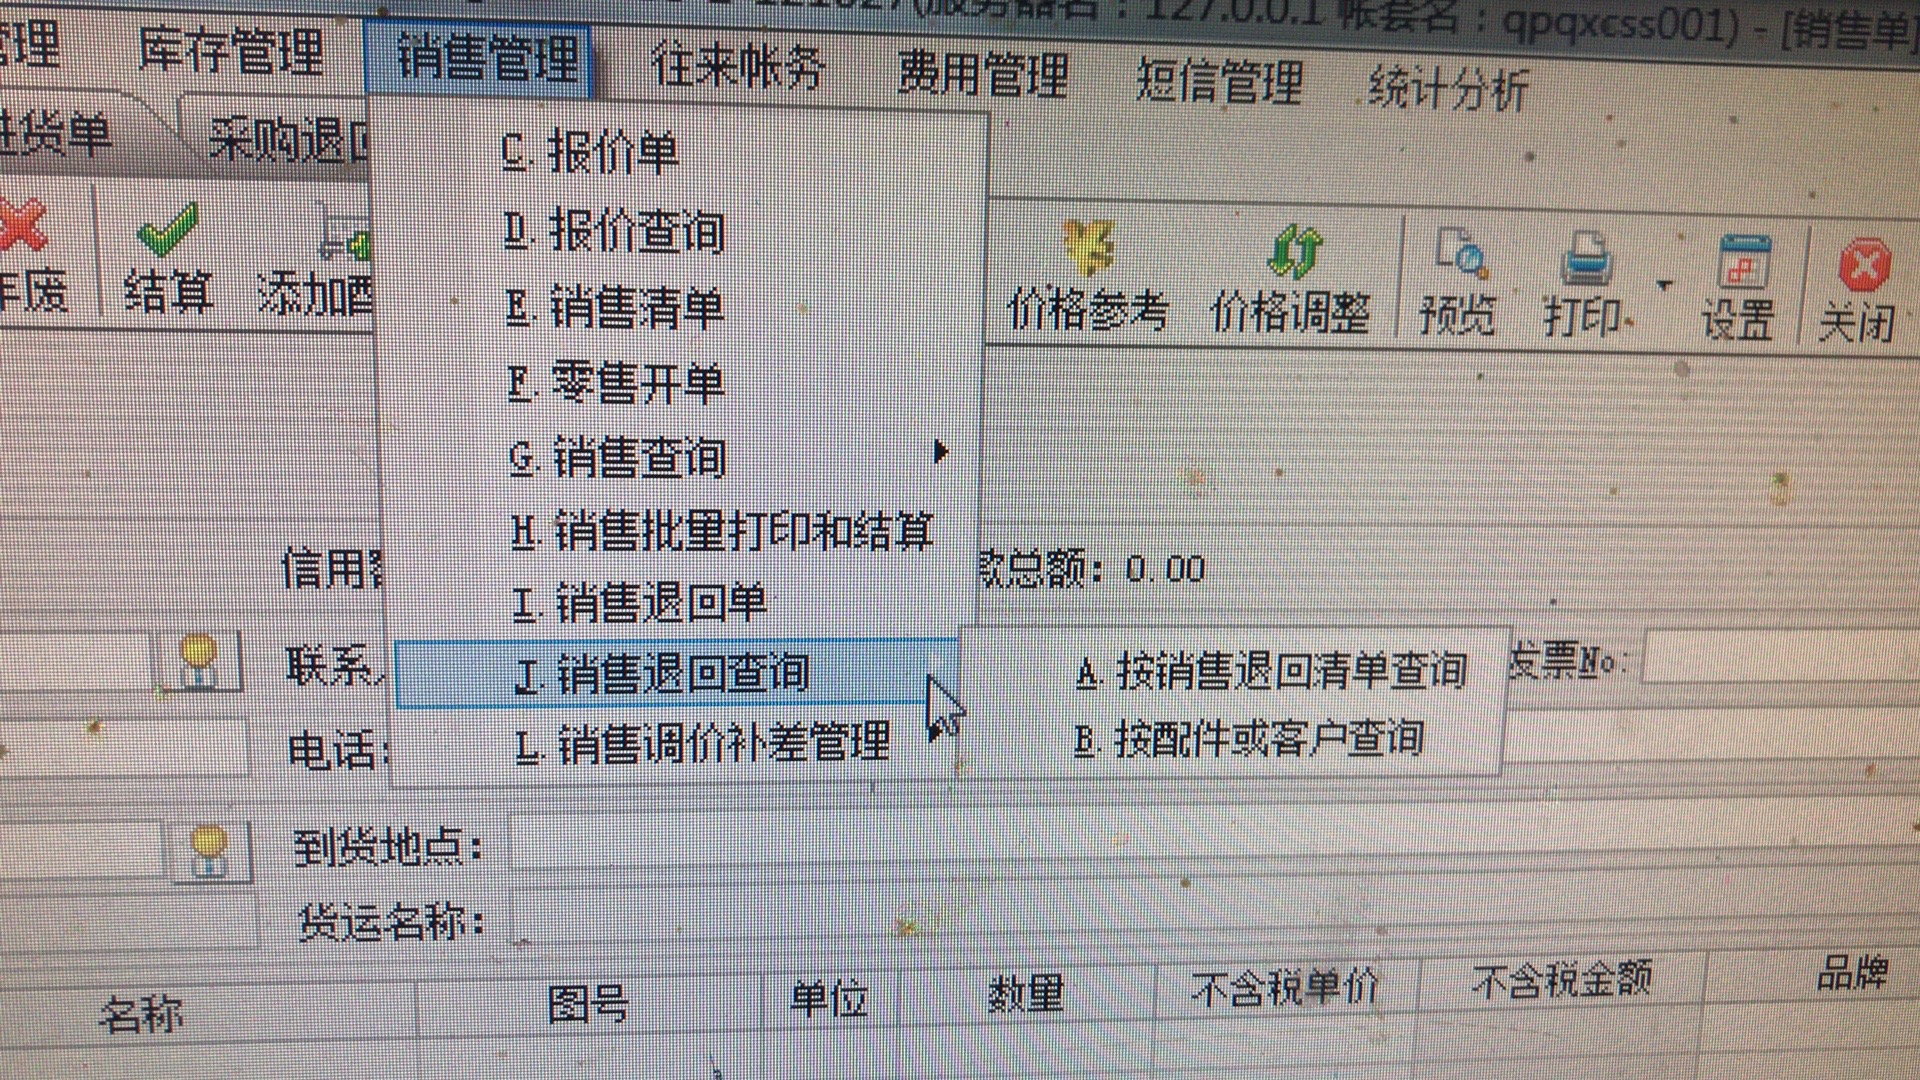 (服务器名：127.0.0.1 帐套名：qpqxcss001) - [销售单]
管理 库存管理 销售管理 往来帐务 费用管理 短信管理 统计分析
进货单 采购退回
C. 报价单
D. 报价查询
E. 销售清单
F. 零售开单
G. 销售查询
H. 销售批量打印和结算
I. 销售退回单
J. 销售退回查询
L. 销售调价补差管理
A. 按销售退回清单查询
B. 按配件或客户查询
作废 结算 添加配 价格参考 价格调整 预览 打印 设置 关闭
信用 款总额：0.00
联系 发票No:
电话:
到货地点：
货运名称：
名称 图号 单位 数量 不含税单价 不含税金额 品牌